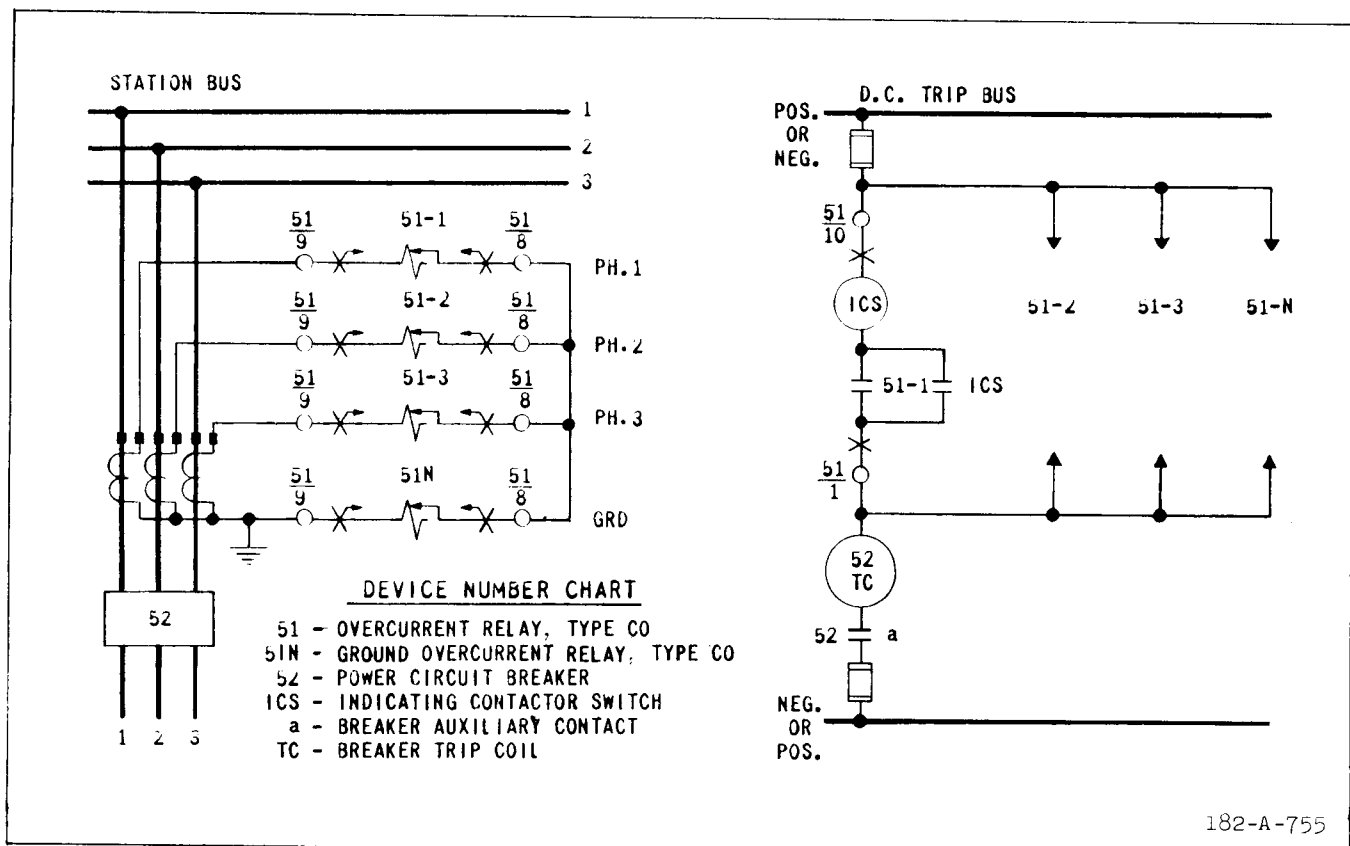 STATION BUS
1
2
3
51
9
51-1
51
8
PH.1
51
9
51-2
51
8
PH.2
51
9
51-3
51
8
PH.3
51
9
51N
51
8
GRD
52
1 2 3
DEVICE NUMBER CHART
51 - OVERCURRENT RELAY, TYPE CO
51N - GROUND OVERCURRENT RELAY, TYPE CO
52 - POWER CIRCUIT BREAKER
ICS - INDICATING CONTACTOR SWITCH
a - BREAKER AUXILIARY CONTACT
TC - BREAKER TRIP COIL
D.C. TRIP BUS
POS.
OR
NEG.
51
10
ICS
51-2 51-3 51-N
51-1 ICS
51
1
52
TC
52 a
NEG.
OR
POS.
182-A-755